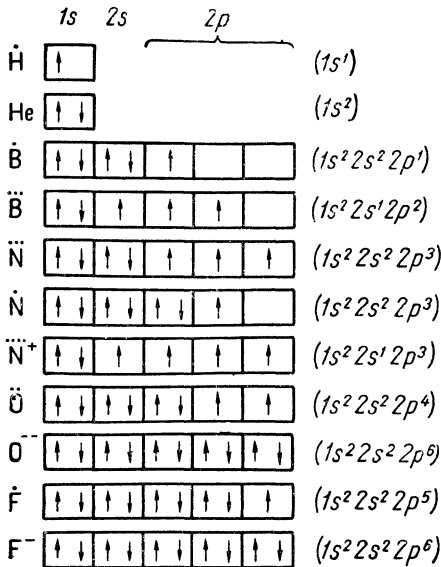 1s 2s 2p
Ḣ ↑ (1s¹)
He ↑↓ (1s²)
Ḃ ↑↓ ↑↓ ↑ (1s² 2s² 2p¹)
B⃛ ↑↓ ↑ ↑ ↑ (1s² 2s¹ 2p²)
N⃛ ↑↓ ↑↓ ↑ ↑ ↑ (1s² 2s² 2p³)
Ṅ ↑↓ ↑↓ ↑↓ ↑ (1s² 2s² 2p³)
N⃜⁺ ↑↓ ↑ ↑ ↑ ↑ (1s² 2s¹ 2p³)
Ö ↑↓ ↑↓ ↑↓ ↑ ↑ (1s² 2s² 2p⁴)
O⁻⁻ ↑↓ ↑↓ ↑↓ ↑↓ ↑↓ (1s² 2s² 2p⁶)
Ḟ ↑↓ ↑↓ ↑↓ ↑↓ ↑ (1s² 2s² 2p⁵)
F⁻ ↑↓ ↑↓ ↑↓ ↑↓ ↑↓ (1s² 2s² 2p⁶)